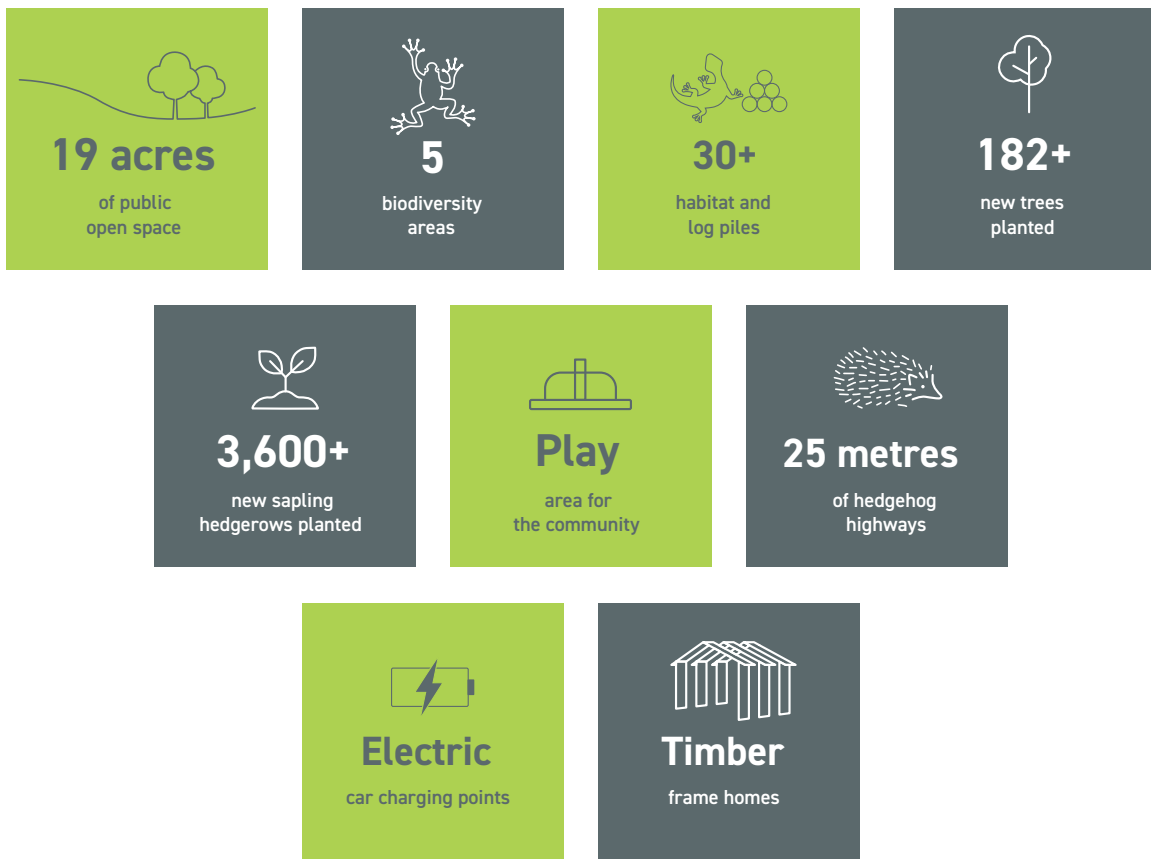 19 acres
of public
open space
5
biodiversity
areas
30+
habitat and
log piles
182+
new trees
planted
3,600+
new sapling
hedgerows planted
Play
area for
the community
25 metres
of hedgehog
highways
Electric
car charging points
Timber
frame homes